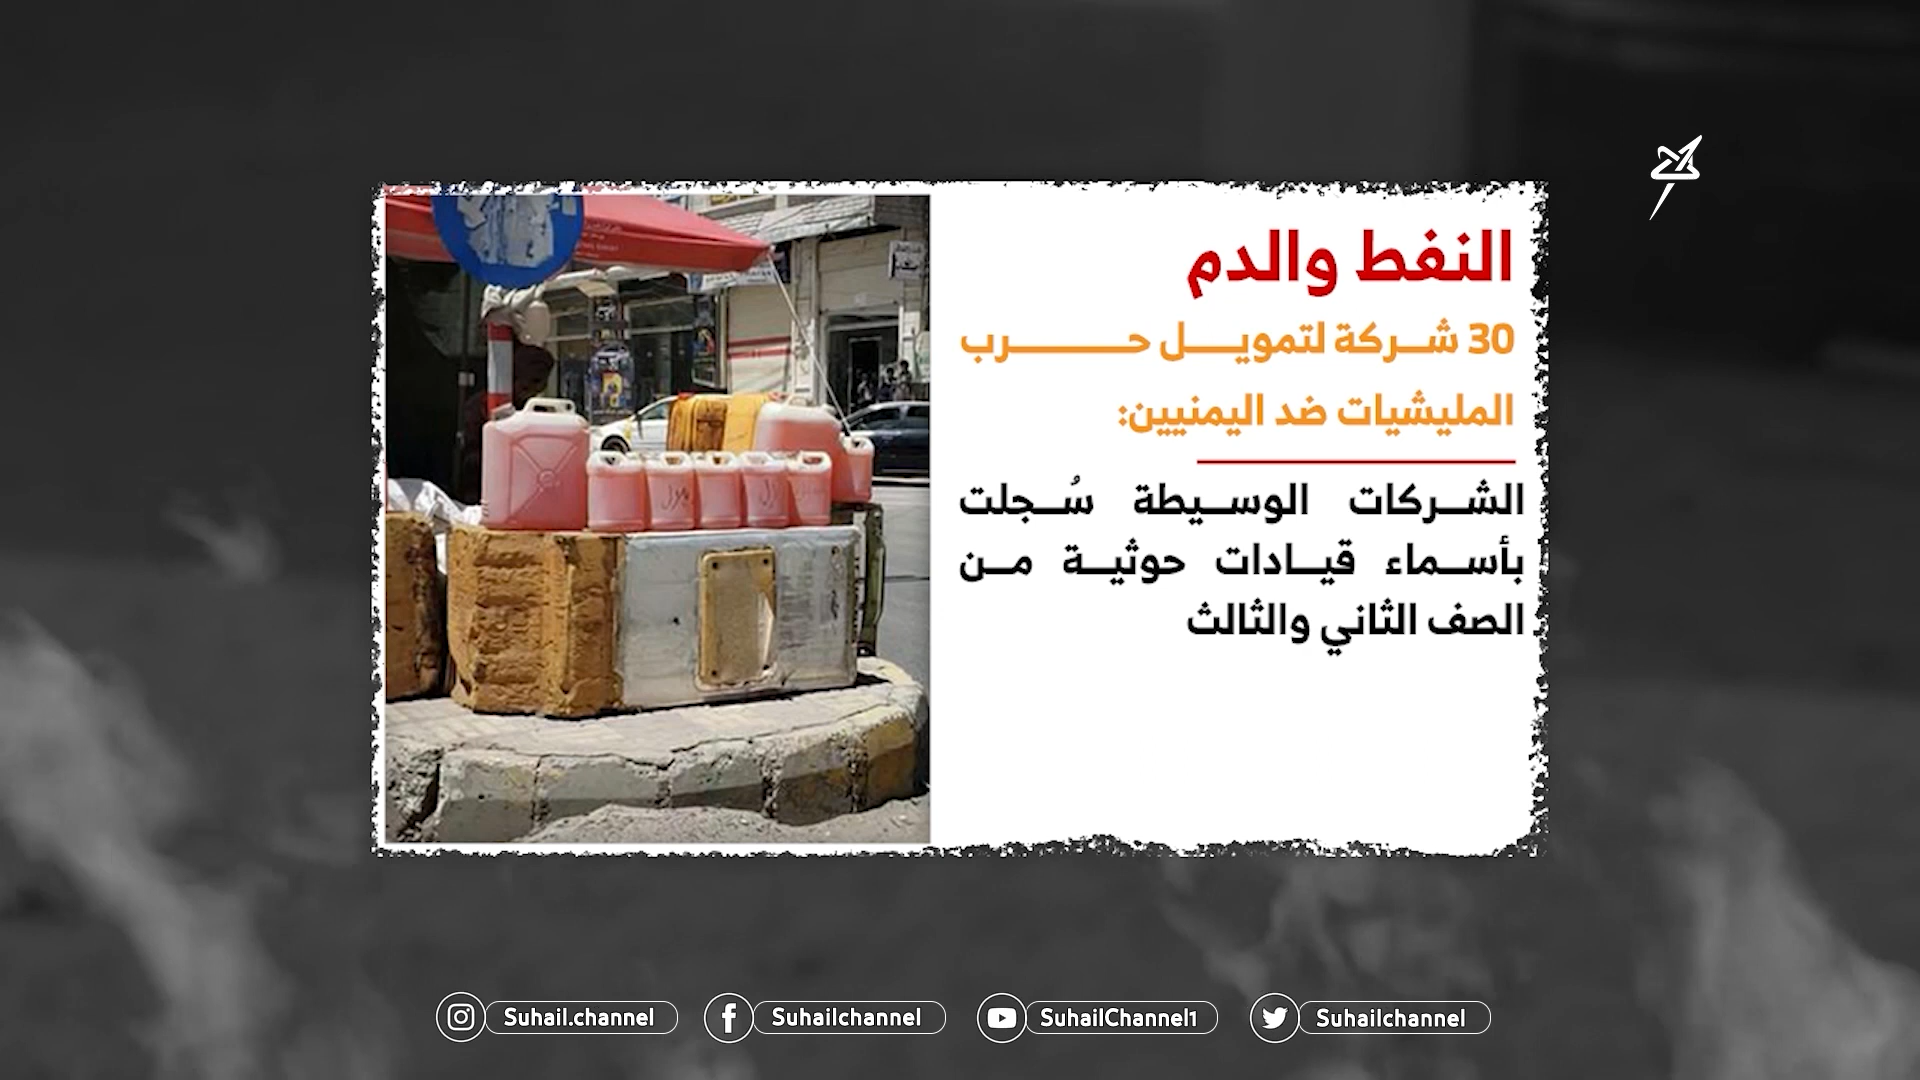 النفط والدم
30 شركة لتمويل حرب
المليشيات ضد اليمنيين:
الشركات الوسيطة سُجلت
بأسماء قيادات حوثية من
الصف الثاني والثالث
Suhail.channel
Suhailchannel
SuhailChannel1
Suhailchannel